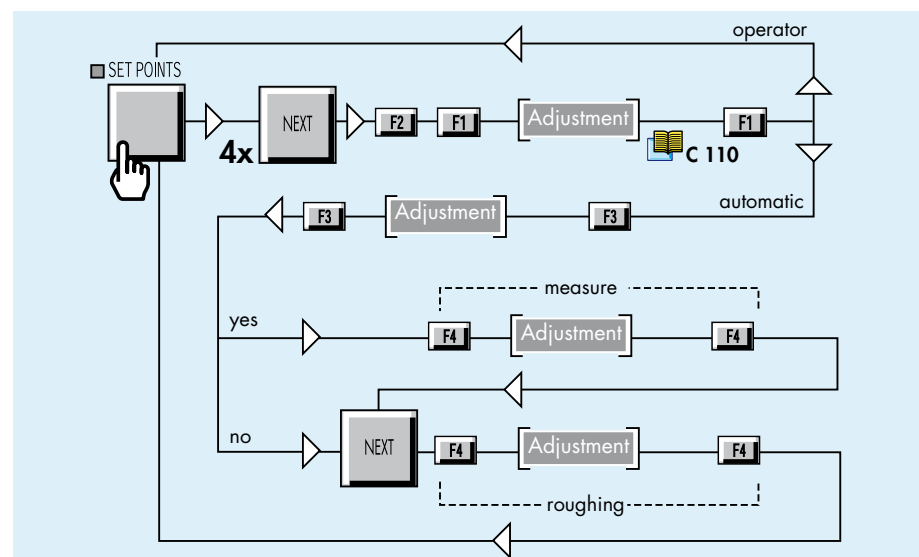 operator
SET POINTS
4x NEXT F2 F1 Adjustment C 110 F1
automatic
F3 Adjustment F3
measure
yes F4 Adjustment F4
no NEXT F4 Adjustment F4
roughing